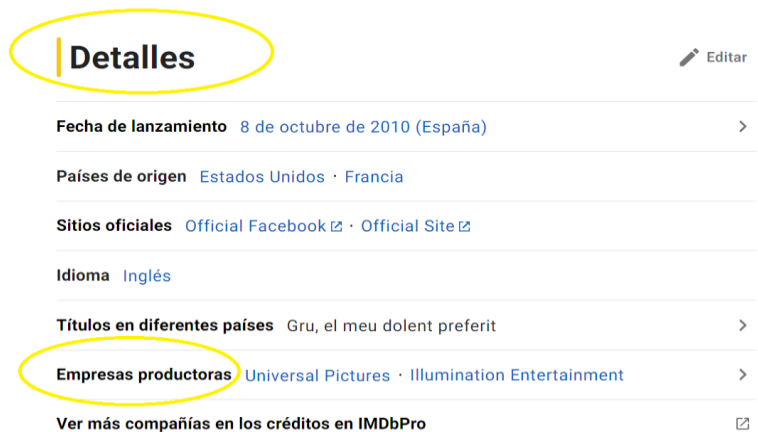 Detalles
Editar
Fecha de lanzamiento 8 de octubre de 2010 (España)
Países de origen Estados Unidos · Francia
Sitios oficiales Official Facebook · Official Site
Idioma Inglés
Títulos en diferentes países Gru, el meu dolent preferit
Empresas productoras Universal Pictures · Illumination Entertainment
Ver más compañías en los créditos en IMDbPro